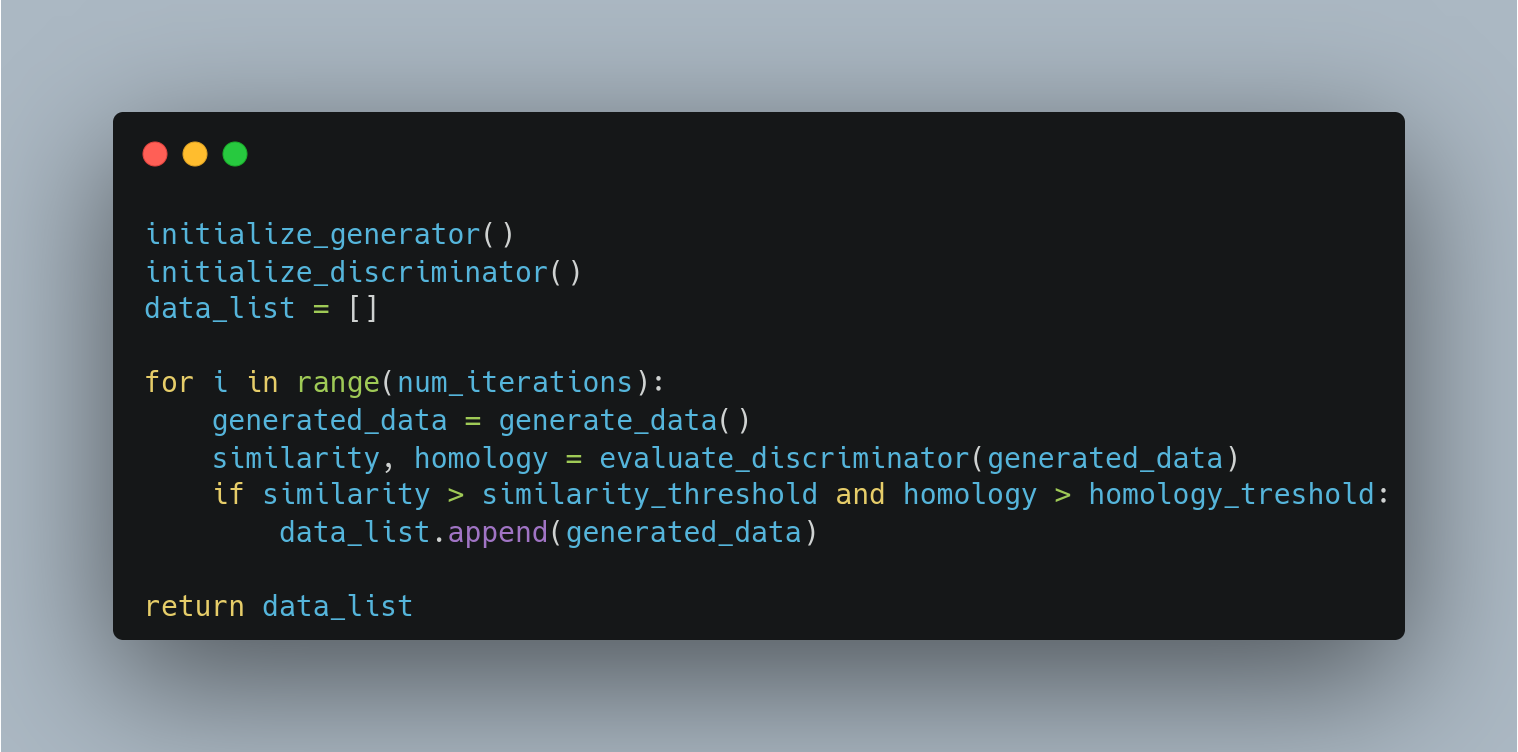 initialize_generator()
initialize_discriminator()
data_list = []
for i in range(num_iterations):
    generated_data = generate_data()
    similarity, homology = evaluate_discriminator(generated_data)
    if similarity > similarity_threshold and homology > homology_treshold:
        data_list.append(generated_data)
return data_list